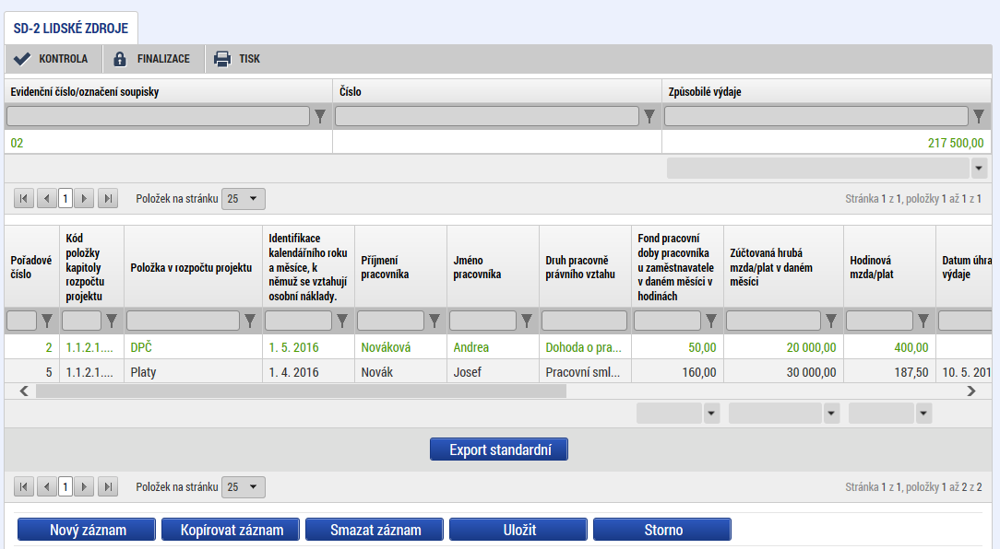 SD-2 LIDSKÉ ZDROJE
KONTROLA FINALIZACE TISK
Evidenční číslo/označení soupisky Číslo Způsobilé výdaje
02 217 500,00
1 Položek na stránku 25 Stránka 1 z 1, položky 1 až 1 z 1
Pořadové číslo Kód položky kapitoly rozpočtu projektu Položka v rozpočtu projektu Identifikace kalendářního roku a měsíce, k němuž se vztahují osobní náklady. Příjmení pracovníka Jméno pracovníka Druh pracovně právního vztahu Fond pracovní doby pracovníka u zaměstnavatele v daném měsíci v hodinách Zúčtovaná hrubá mzda/plat v daném měsíci Hodinová mzda/plat Datum úhra výdaje
2 1.1.2.1.... DPČ 1. 5. 2016 Nováková Andrea Dohoda o pra... 50,00 20 000,00 400,00
5 1.1.2.1.... Platy 1. 4. 2016 Novák Josef Pracovní sml... 160,00 30 000,00 187,50 10. 5. 201
Export standardní
1 Položek na stránku 25 Stránka 1 z 1, položky 1 až 2 z 2
Nový záznam Kopírovat záznam Smazat záznam Uložit Storno